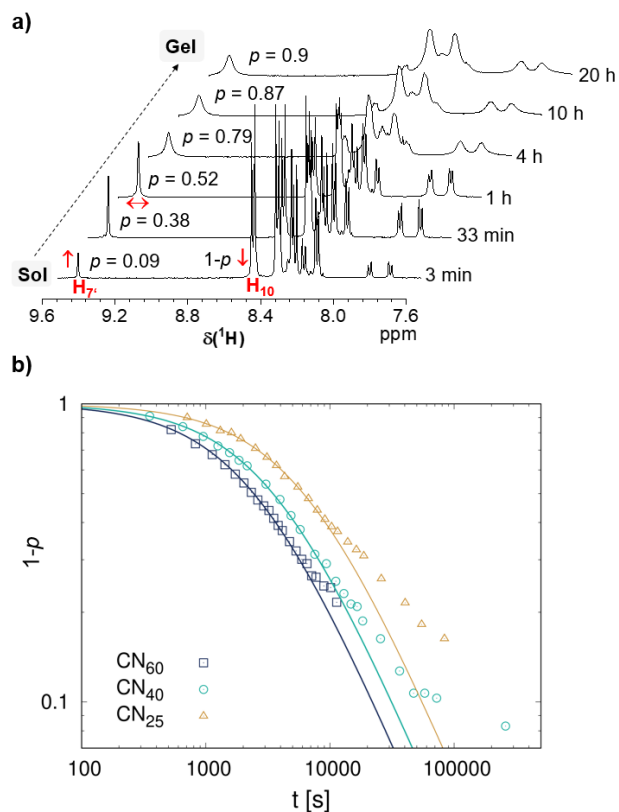 a)
Gel
p = 0.9
20 h
p = 0.87
10 h
p = 0.79
4 h
p = 0.52
1 h
p = 0.38
33 min
Sol
p = 0.09
1-p
3 min
H7‘
H10
9.6 9.2 8.8 8.4 8.0 7.6
δ(¹H)
ppm
b)
1
1-p
0.1
CN60
CN40
CN25
100 1000 10000 100000
t [s]